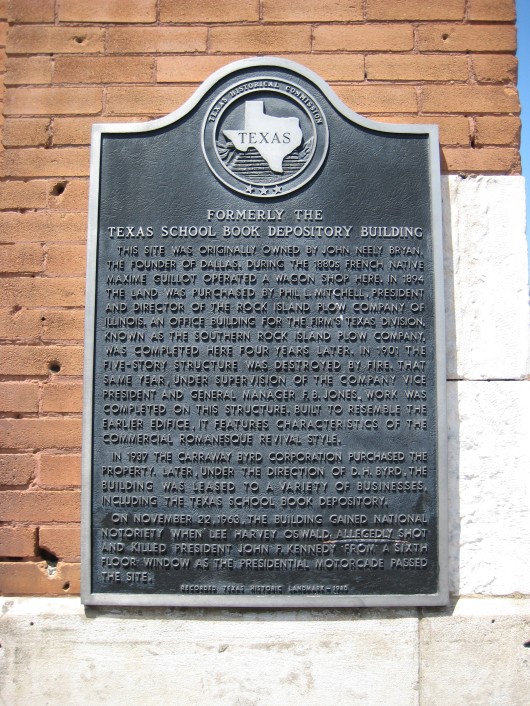 TEXAS HISTORICAL COMMISSION
TEXAS
FORMERLY THE
TEXAS SCHOOL BOOK DEPOSITORY BUILDING
THIS SITE WAS ORIGINALLY OWNED BY JOHN NEELY BRYAN,
THE FOUNDER OF DALLAS. DURING THE 1880S FRENCH NATIVE
MAXIME GUILLOT OPERATED A WAGON SHOP HERE. IN 1894
THE LAND WAS PURCHASED BY PHIL L. MITCHELL, PRESIDENT
AND DIRECTOR OF THE ROCK ISLAND PLOW COMPANY OF
ILLINOIS. AN OFFICE BUILDING FOR THE FIRM'S TEXAS DIVISION,
KNOWN AS THE SOUTHERN ROCK ISLAND PLOW COMPANY,
WAS COMPLETED HERE FOUR YEARS LATER. IN 1901 THE
FIVE-STORY STRUCTURE WAS DESTROYED BY FIRE. THAT
SAME YEAR, UNDER SUPERVISION OF THE COMPANY VICE
PRESIDENT AND GENERAL MANAGER F. B. JONES, WORK WAS
COMPLETED ON THIS STRUCTURE. BUILT TO RESEMBLE THE
EARLIER EDIFICE, IT FEATURES CHARACTERISTICS OF THE
COMMERCIAL ROMANESQUE REVIVAL STYLE.
IN 1937 THE CARRAWAY BYRD CORPORATION PURCHASED THE
PROPERTY. LATER, UNDER THE DIRECTION OF D. H. BYRD, THE
BUILDING WAS LEASED TO A VARIETY OF BUSINESSES,
INCLUDING THE TEXAS SCHOOL BOOK DEPOSITORY.
ON NOVEMBER 22, 1963, THE BUILDING GAINED NATIONAL
NOTORIETY WHEN LEE HARVEY OSWALD ALLEGEDLY SHOT
AND KILLED PRESIDENT JOHN F. KENNEDY FROM A SIXTH
FLOOR WINDOW AS THE PRESIDENTIAL MOTORCADE PASSED
THE SITE.
RECORDED TEXAS HISTORIC LANDMARK - 1980